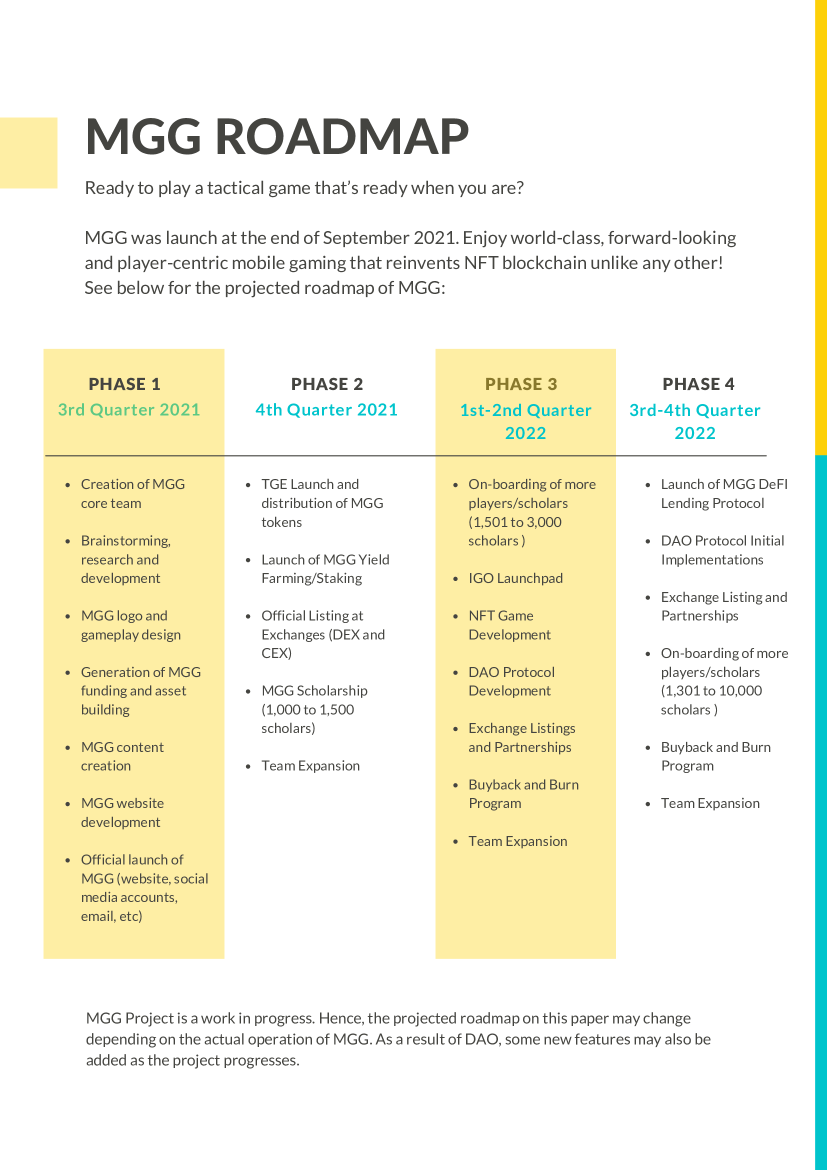 MGG ROADMAP
Ready to play a tactical game that's ready when you are?
MGG was launch at the end of September 2021. Enjoy world-class, forward-looking
and player-centric mobile gaming that reinvents NFT blockchain unlike any other!
See below for the projected roadmap of MGG:
PHASE 1
3rd Quarter 2021
• Creation of MGG
core team
• Brainstorming,
research and
development
• MGG logo and
gameplay design
• Generation of MGG
funding and asset
building
• MGG content
creation
• MGG website
development
• Official launch of
MGG (website, social
media accounts,
email, etc)
PHASE 2
4th Quarter 2021
• TGE Launch and
distribution of MGG
tokens
• Launch of MGG Yield
Farming/Staking
• Official Listing at
Exchanges (DEX and
CEX)
• MGG Scholarship
(1,000 to 1,500
scholars)
• Team Expansion
PHASE 3
1st-2nd Quarter
2022
• On-boarding of more
players/scholars
(1,501 to 3,000
scholars )
• IGO Launchpad
• NFT Game
Development
• DAO Protocol
Development
• Exchange Listings
and Partnerships
• Buyback and Burn
Program
• Team Expansion
PHASE 4
3rd-4th Quarter
2022
• Launch of MGG DeFI
Lending Protocol
• DAO Protocol Initial
Implementations
• Exchange Listing and
Partnerships
• On-boarding of more
players/scholars
(1,301 to 10,000
scholars )
• Buyback and Burn
Program
• Team Expansion
MGG Project is a work in progress. Hence, the projected roadmap on this paper may change
depending on the actual operation of MGG. As a result of DAO, some new features may also be
added as the project progresses.